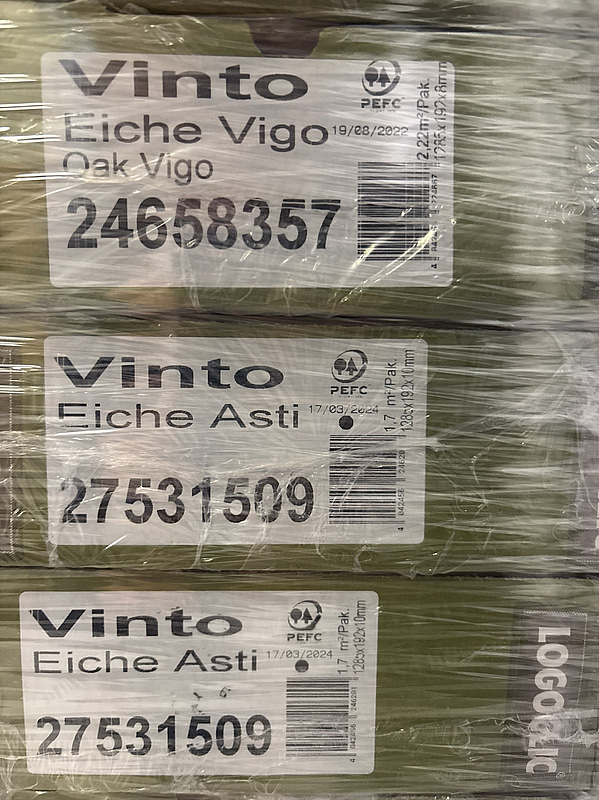 Vinto
PEFC
Eiche Vigo 19/08/2022
Oak Vigo
24658357
2,22m²/Pak.
1285x192x8mm
Vinto
PEFC
Eiche Asti 17/03/2024
27531509
1,7 m²/Pak.
1285x192x10mm
Vinto
PEFC
Eiche Asti 17/03/2024
27531509
1,7 m²/Pak.
1285x192x10mm
LOGOCLIC